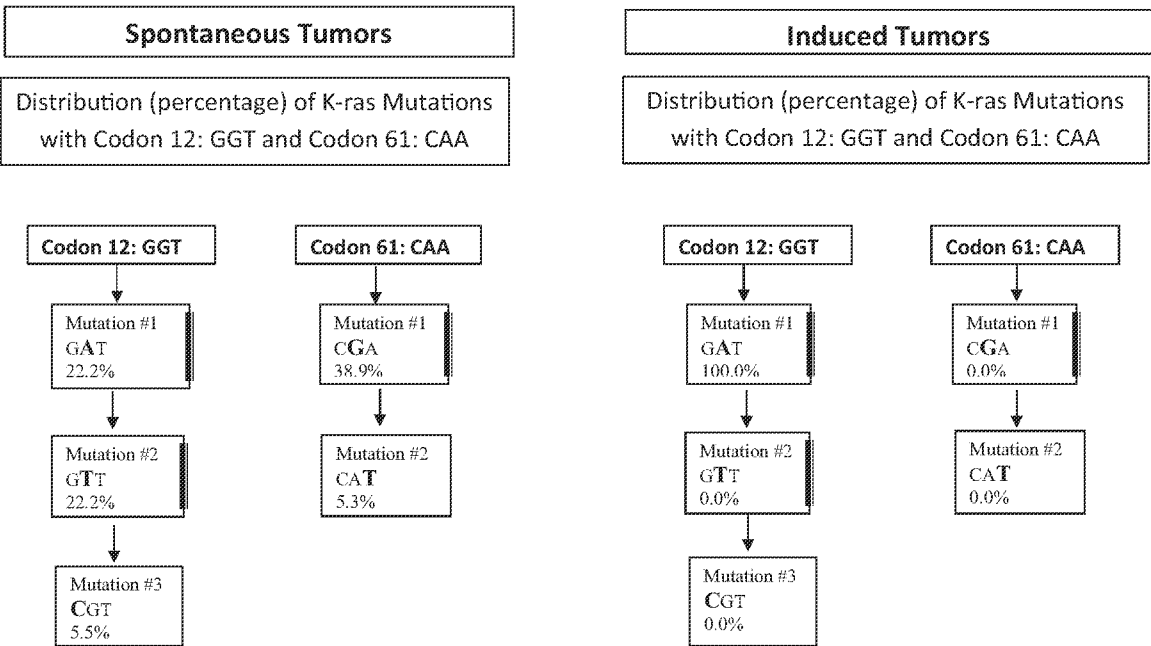 Spontaneous Tumors
Distribution (percentage) of K-ras Mutations
with Codon 12: GGT and Codon 61: CAA
Codon 12: GGT
Mutation #1
GAT
22.2%
Mutation #2
GTT
22.2%
Mutation #3
CGT
5.5%
Codon 61: CAA
Mutation #1
CGA
38.9%
Mutation #2
CAT
5.3%
Induced Tumors
Distribution (percentage) of K-ras Mutations
with Codon 12: GGT and Codon 61: CAA
Codon 12: GGT
Mutation #1
GAT
100.0%
Mutation #2
GTT
0.0%
Mutation #3
CGT
0.0%
Codon 61: CAA
Mutation #1
CGA
0.0%
Mutation #2
CAT
0.0%